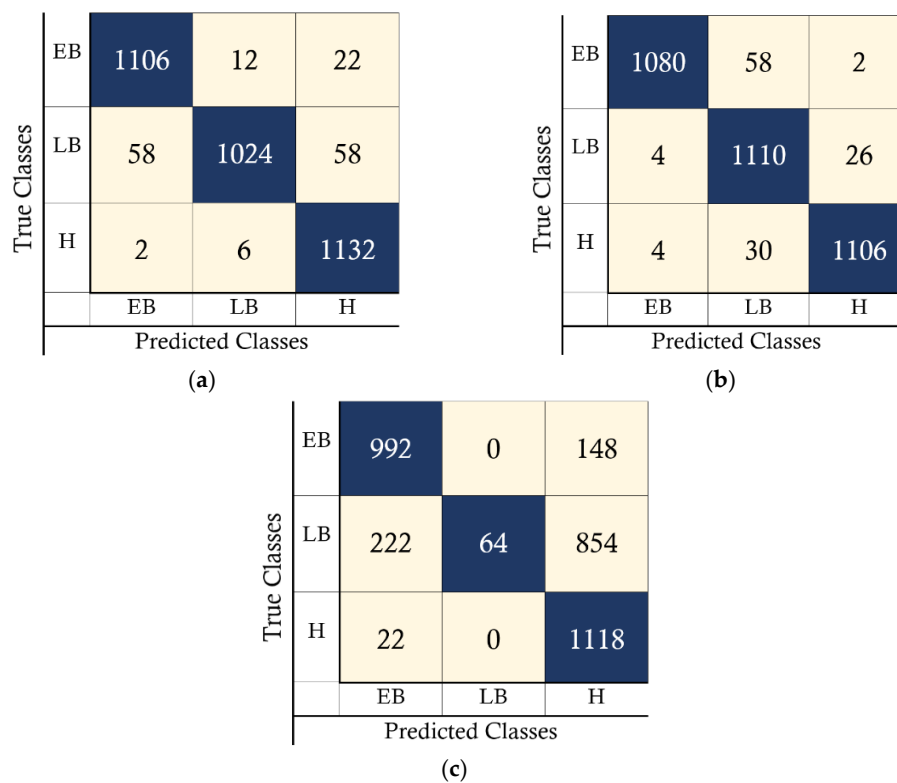 EB 1106 12 22
LB 58 1024 58
H 2 6 1132
EB LB H
True Classes
Predicted Classes
(a)
EB 1080 58 2
LB 4 1110 26
H 4 30 1106
EB LB H
True Classes
Predicted Classes
(b)
EB 992 0 148
LB 222 64 854
H 22 0 1118
EB LB H
True Classes
Predicted Classes
(c)